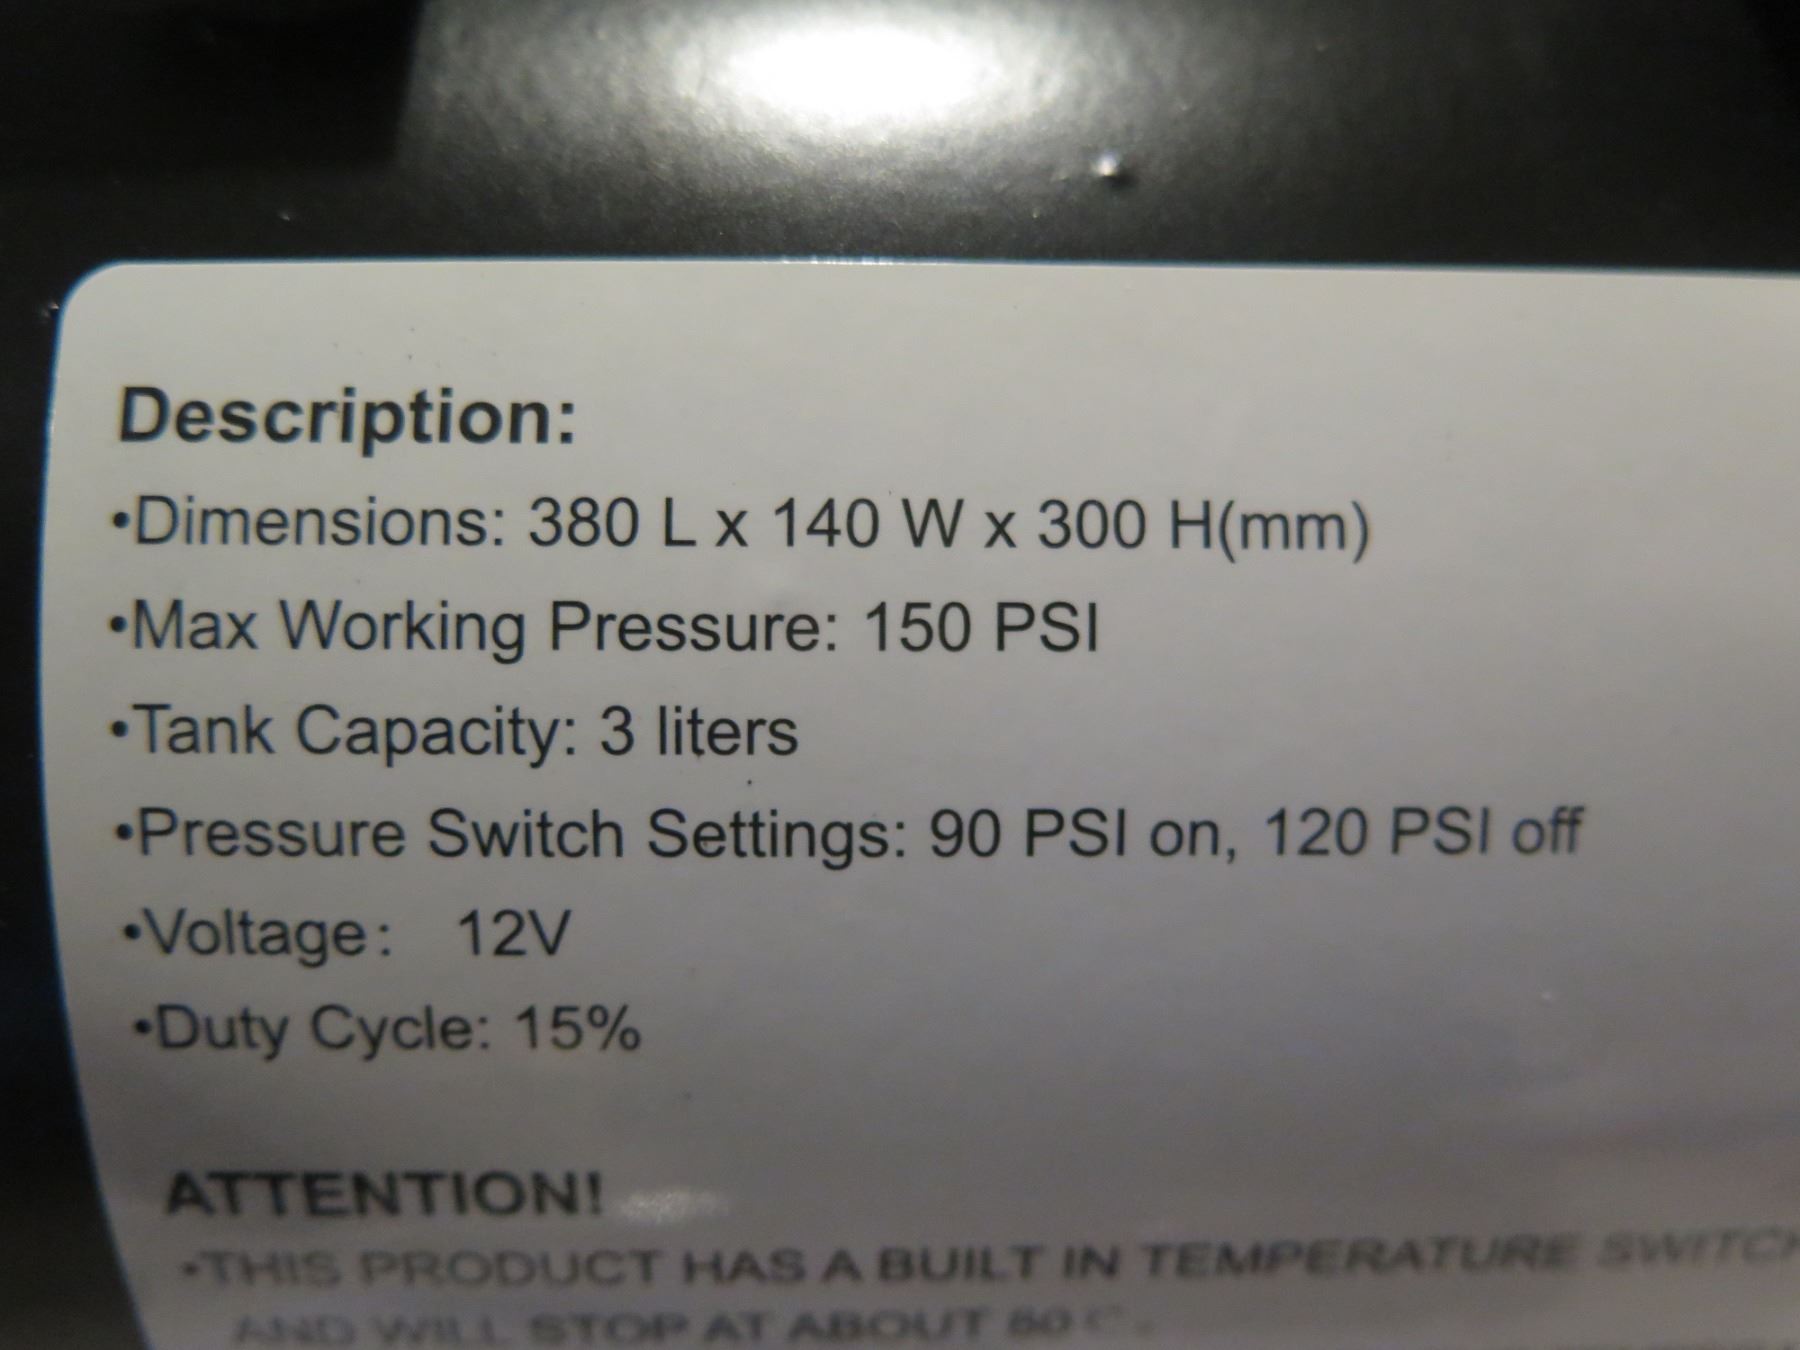 Description:
•Dimensions: 380 L x 140 W x 300 H(mm)
•Max Working Pressure: 150 PSI
•Tank Capacity: 3 liters
•Pressure Switch Settings: 90 PSI on, 120 PSI off
•Voltage: 12V
•Duty Cycle: 15%
ATTENTION!
•THIS PRODUCT HAS A BUILT IN TEMPERATURE SWITCH
AND WILL STOP AT ABOUT